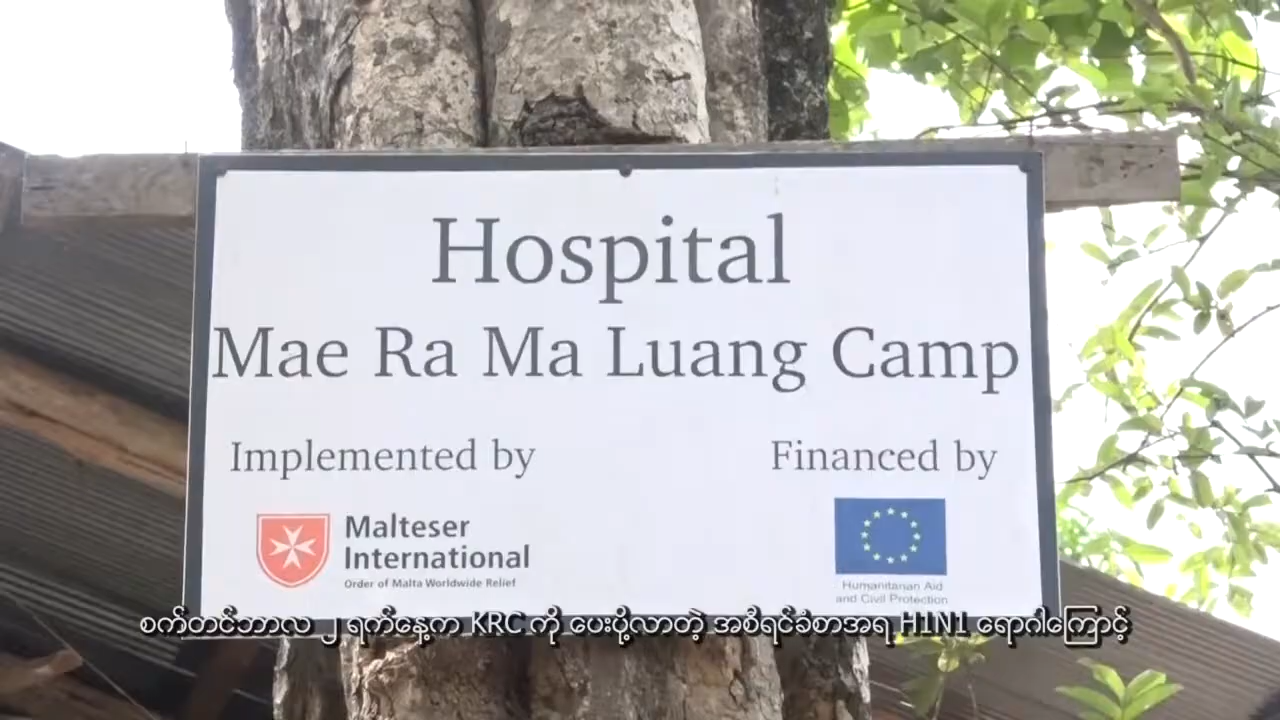 Hospital
Mae Ra Ma Luang Camp
Implemented by
Financed by
Malteser
International
Order of Malta Worldwide Relief
Humanitarian Aid
and Civil Protection
စက်တင်ဘာလ ၂ ရက်နေ့က KRC ကို ပေးပို့လာတဲ့ အစီရင်ခံစာအရ H1N1 ရောဂါကြောင့်